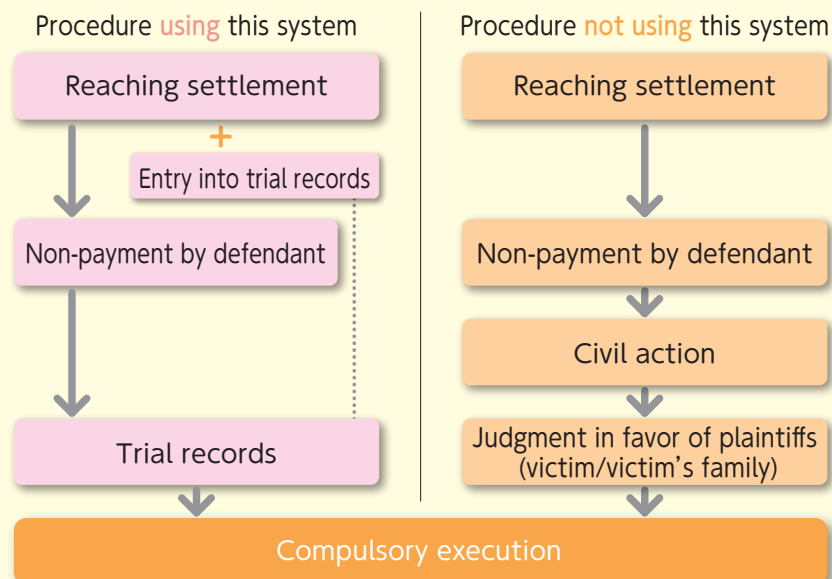 Procedure using this system
Reaching settlement
+
Entry into trial records
Non-payment by defendant
Trial records
Procedure not using this system
Reaching settlement
Non-payment by defendant
Civil action
Judgment in favor of plaintiffs
(victim/victim’s family)
Compulsory execution